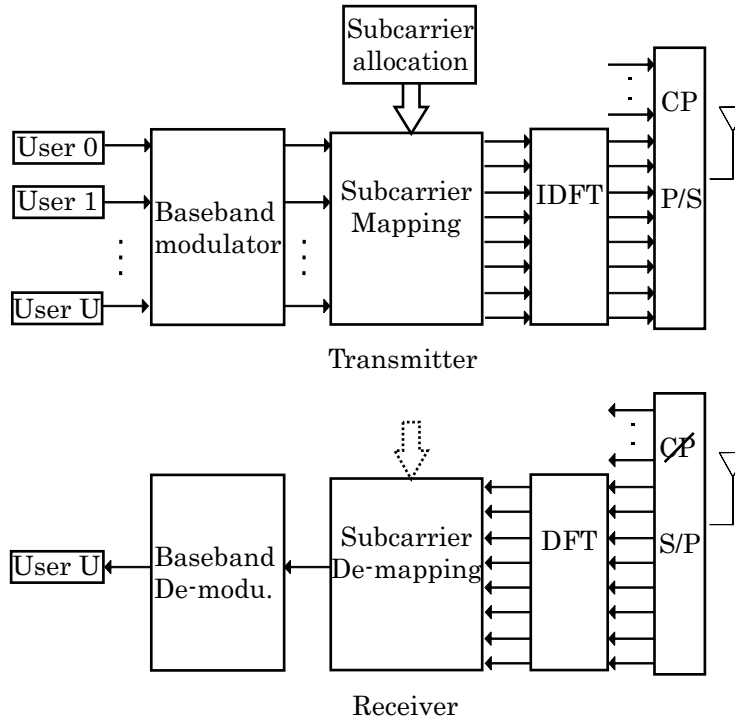 Subcarrier
allocation
User 0
User 1
User U
Baseband
modulator
Subcarrier
Mapping
IDFT
CP
P/S
Transmitter
User U
Baseband
De-modu.
Subcarrier
De-mapping
DFT
CP
S/P
Receiver